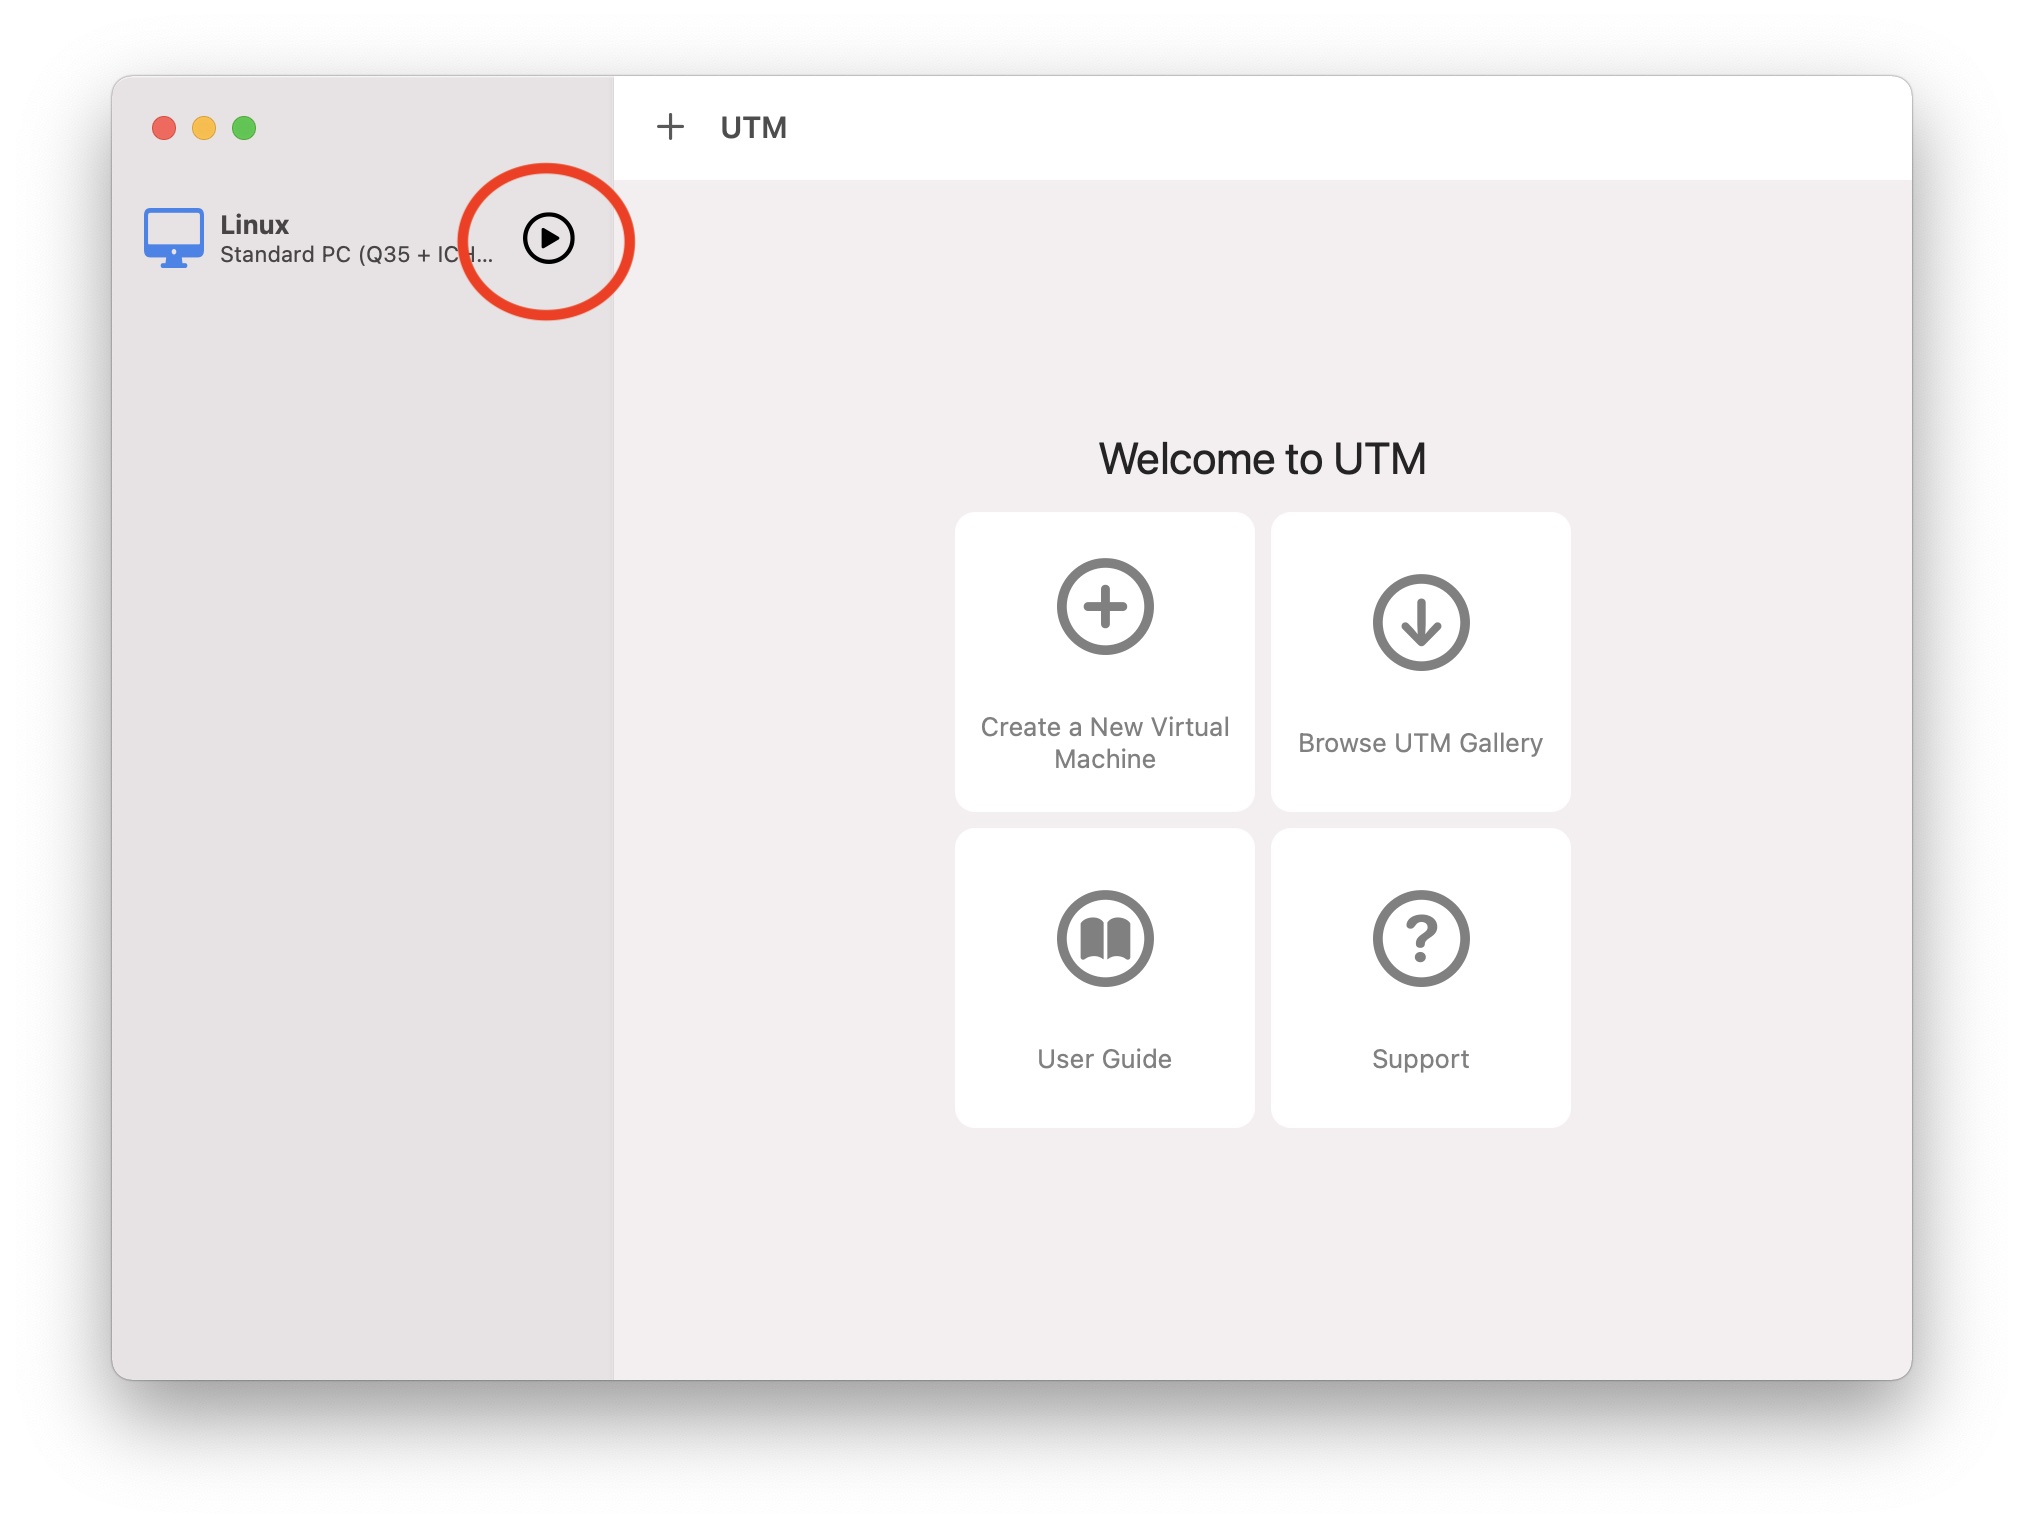 UTM
Linux
Standard PC (Q35 + ICH...
Welcome to UTM
Create a New Virtual
Machine
Browse UTM Gallery
User Guide
Support